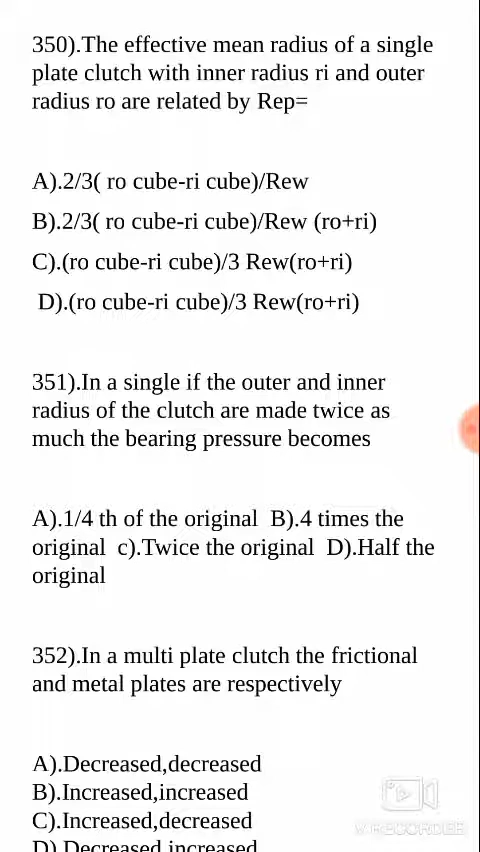 350).The effective mean radius of a single
plate clutch with inner radius ri and outer
radius ro are related by Rep=
A).2/3( ro cube-ri cube)/Rew
B).2/3( ro cube-ri cube)/Rew (ro+ri)
C).(ro cube-ri cube)/3 Rew(ro+ri)
D).(ro cube-ri cube)/3 Rew(ro+ri)
351).In a single if the outer and inner
radius of the clutch are made twice as
much the bearing pressure becomes
A).1/4 th of the original B).4 times the
original c).Twice the original D).Half the
original
352).In a multi plate clutch the frictional
and metal plates are respectively
A).Decreased,decreased
B).Increased,increased
C).Increased,decreased
D).Decreased,increased
V RECORDER